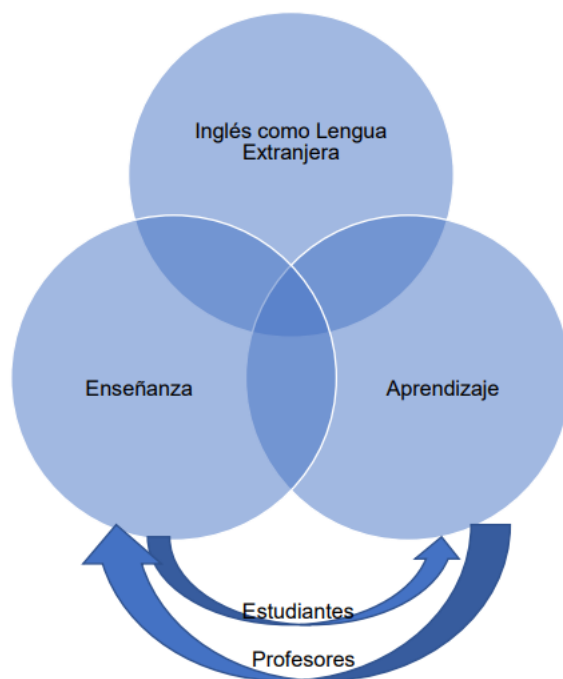 Inglés como Lengua
Extranjera
Enseñanza
Aprendizaje
Estudiantes
Profesores